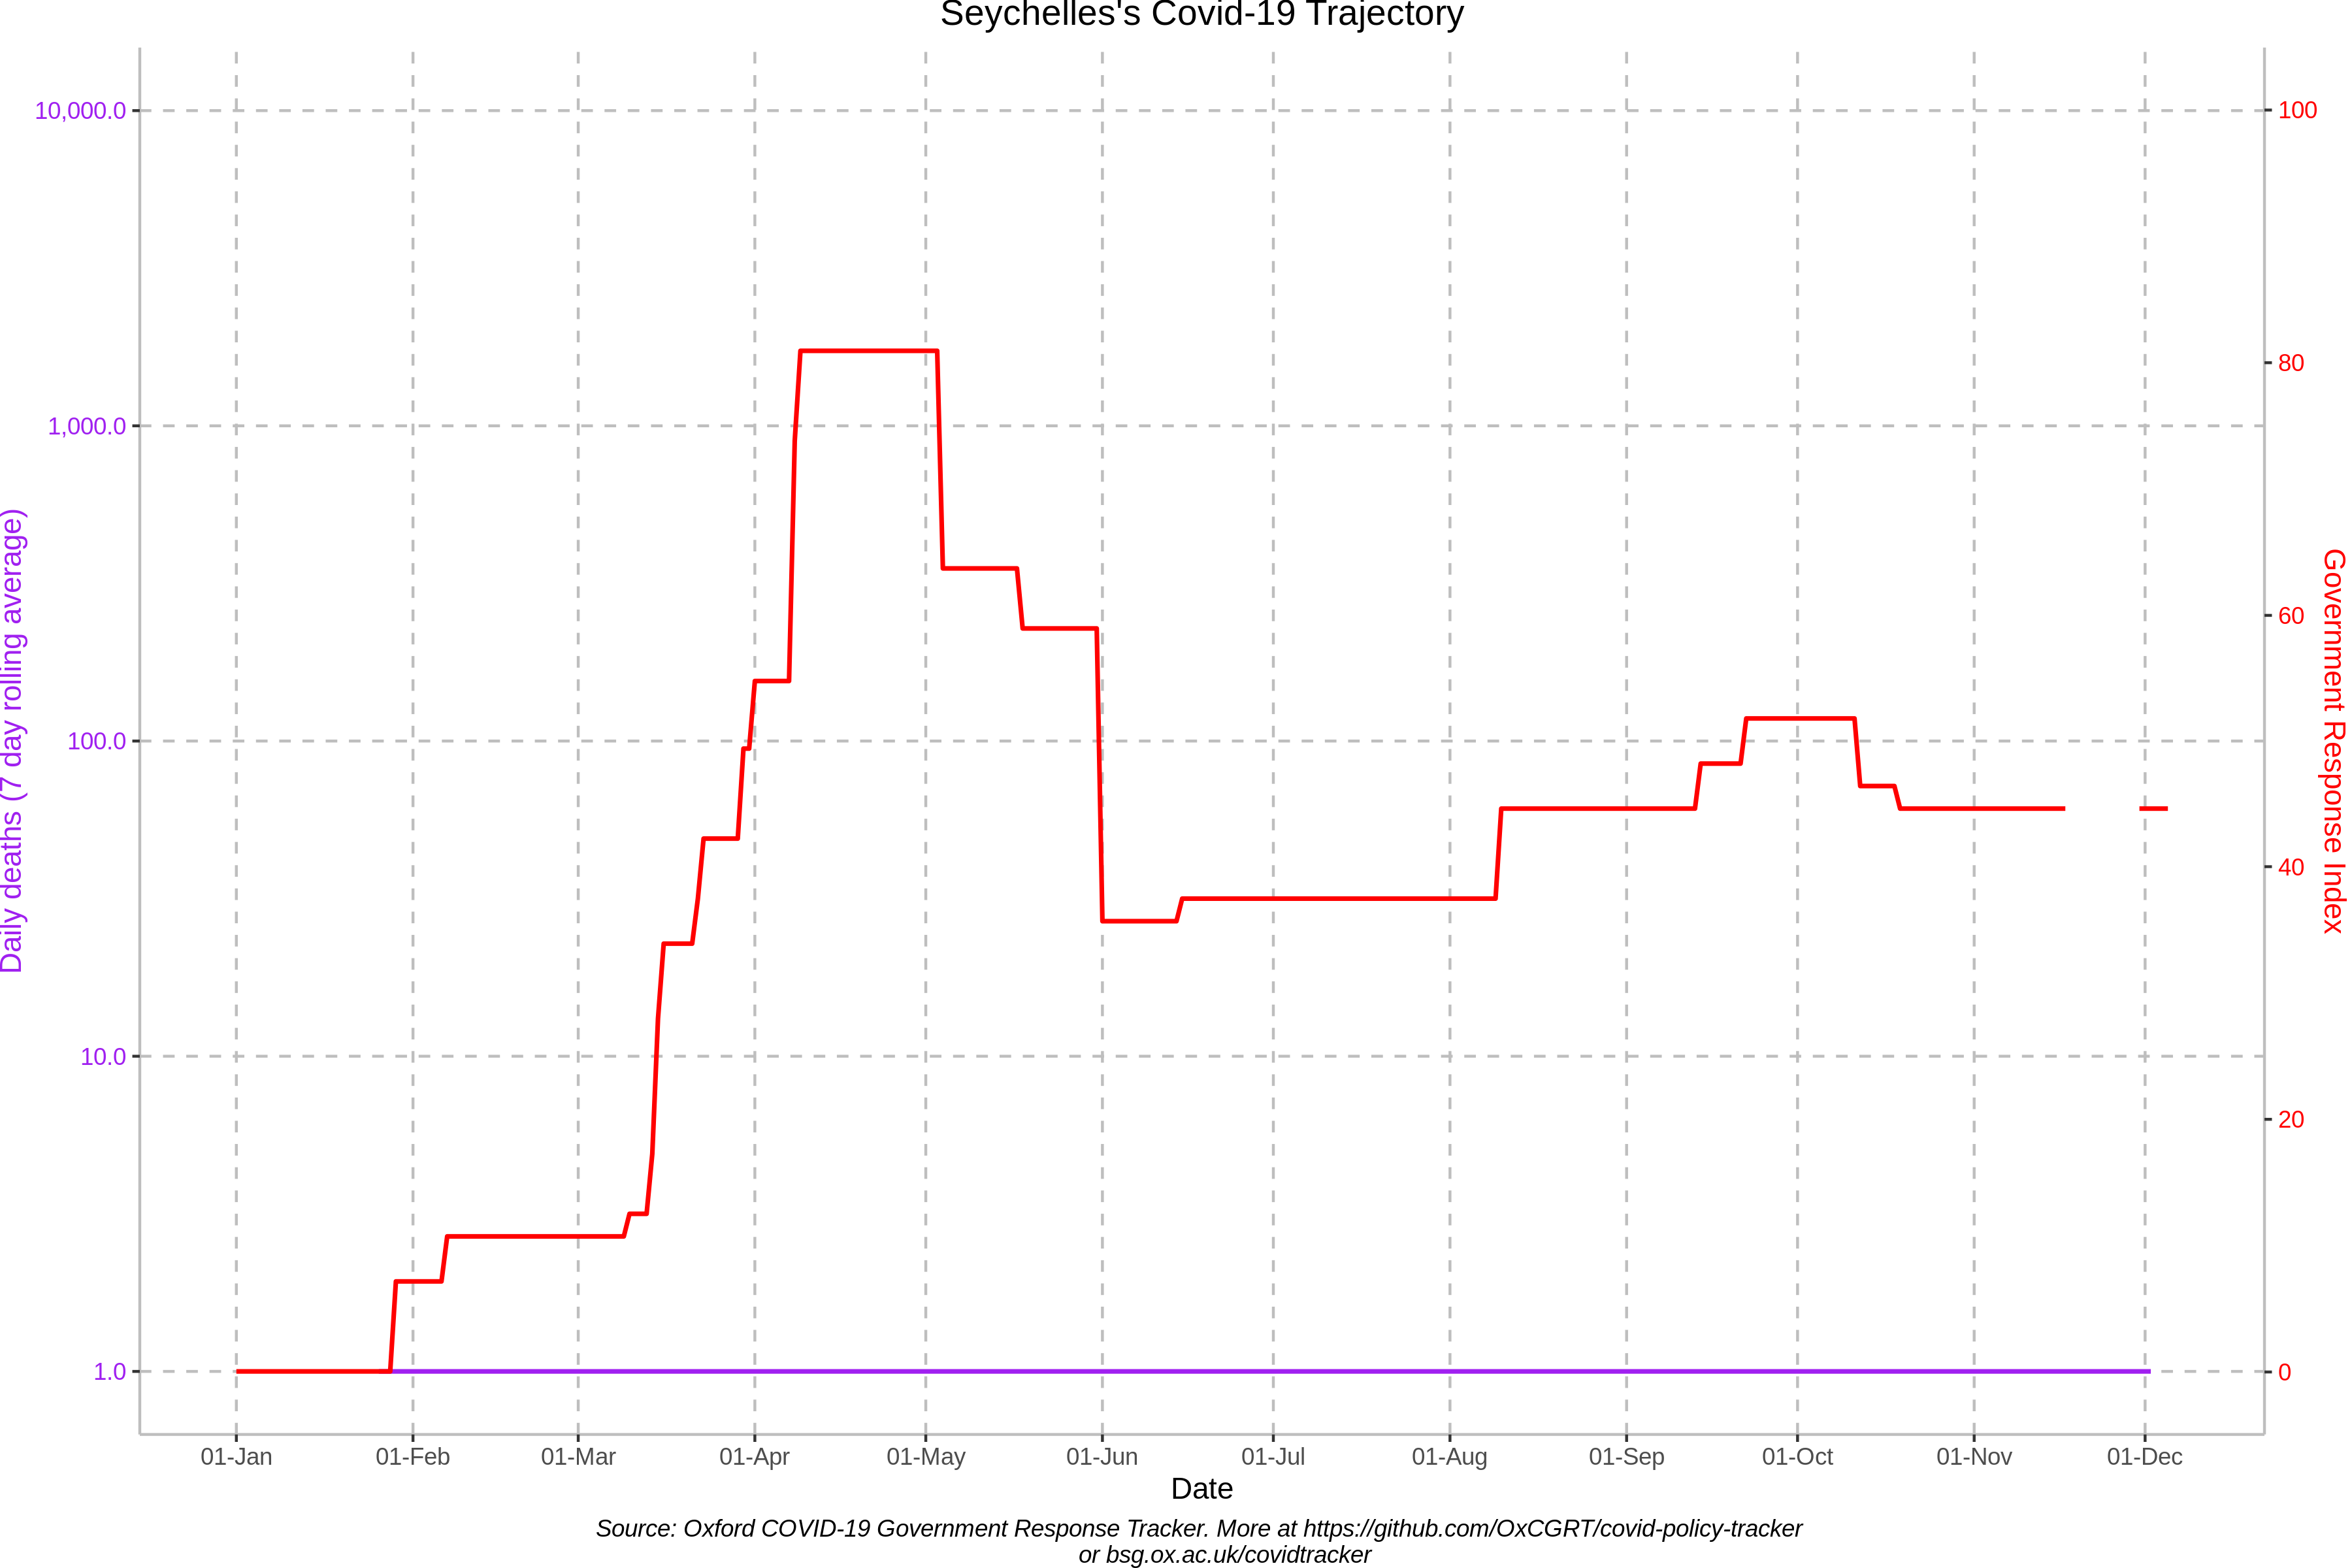 Seychelles's Covid-19 Trajectory
10,000.0
1,000.0
100.0
10.0
1.0
Daily deaths (7 day rolling average)
100
80
60
40
20
0
Government Response Index
01-Jan 01-Feb 01-Mar 01-Apr 01-May 01-Jun 01-Jul 01-Aug 01-Sep 01-Oct 01-Nov 01-Dec
Date
Source: Oxford COVID-19 Government Response Tracker. More at https://github.com/OxCGRT/covid-policy-tracker
or bsg.ox.ac.uk/covidtracker